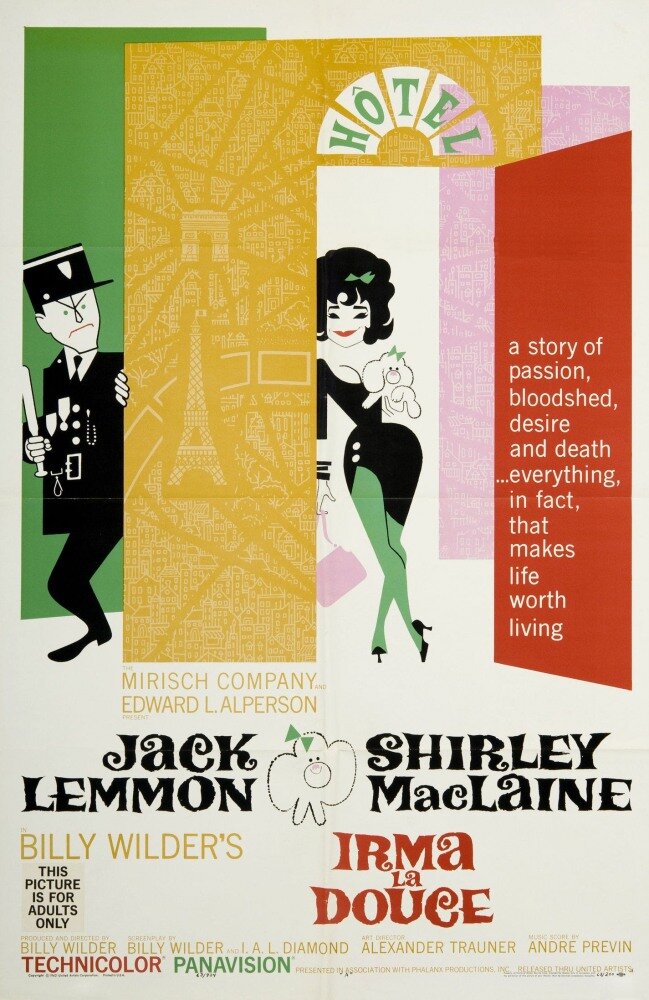 HÔTEL
a story of
passion,
bloodshed,
desire
and death
...everything,
in fact,
that
makes
life
worth
living
THE
MIRISCH COMPANY AND
EDWARD L. ALPERSON
PRESENT
JACK SHIRLEY
LEMMON MacLAINE
IN
BILLY WILDER'S
IRMA
LA
DOUCE
THIS
PICTURE
IS FOR
ADULTS
ONLY
PRODUCED AND DIRECTED BY SCREENPLAY BY ART DIRECTOR MUSIC SCORE BY
BILLY WILDER BILLY WILDER AND I. A. L. DIAMOND ALEXANDER TRAUNER ANDRE PREVIN
TECHNICOLOR® PANAVISION® PRESENTED IN ASSOCIATION WITH PHALANX PRODUCTIONS, INC. RELEASED THRU UNITED ARTISTS